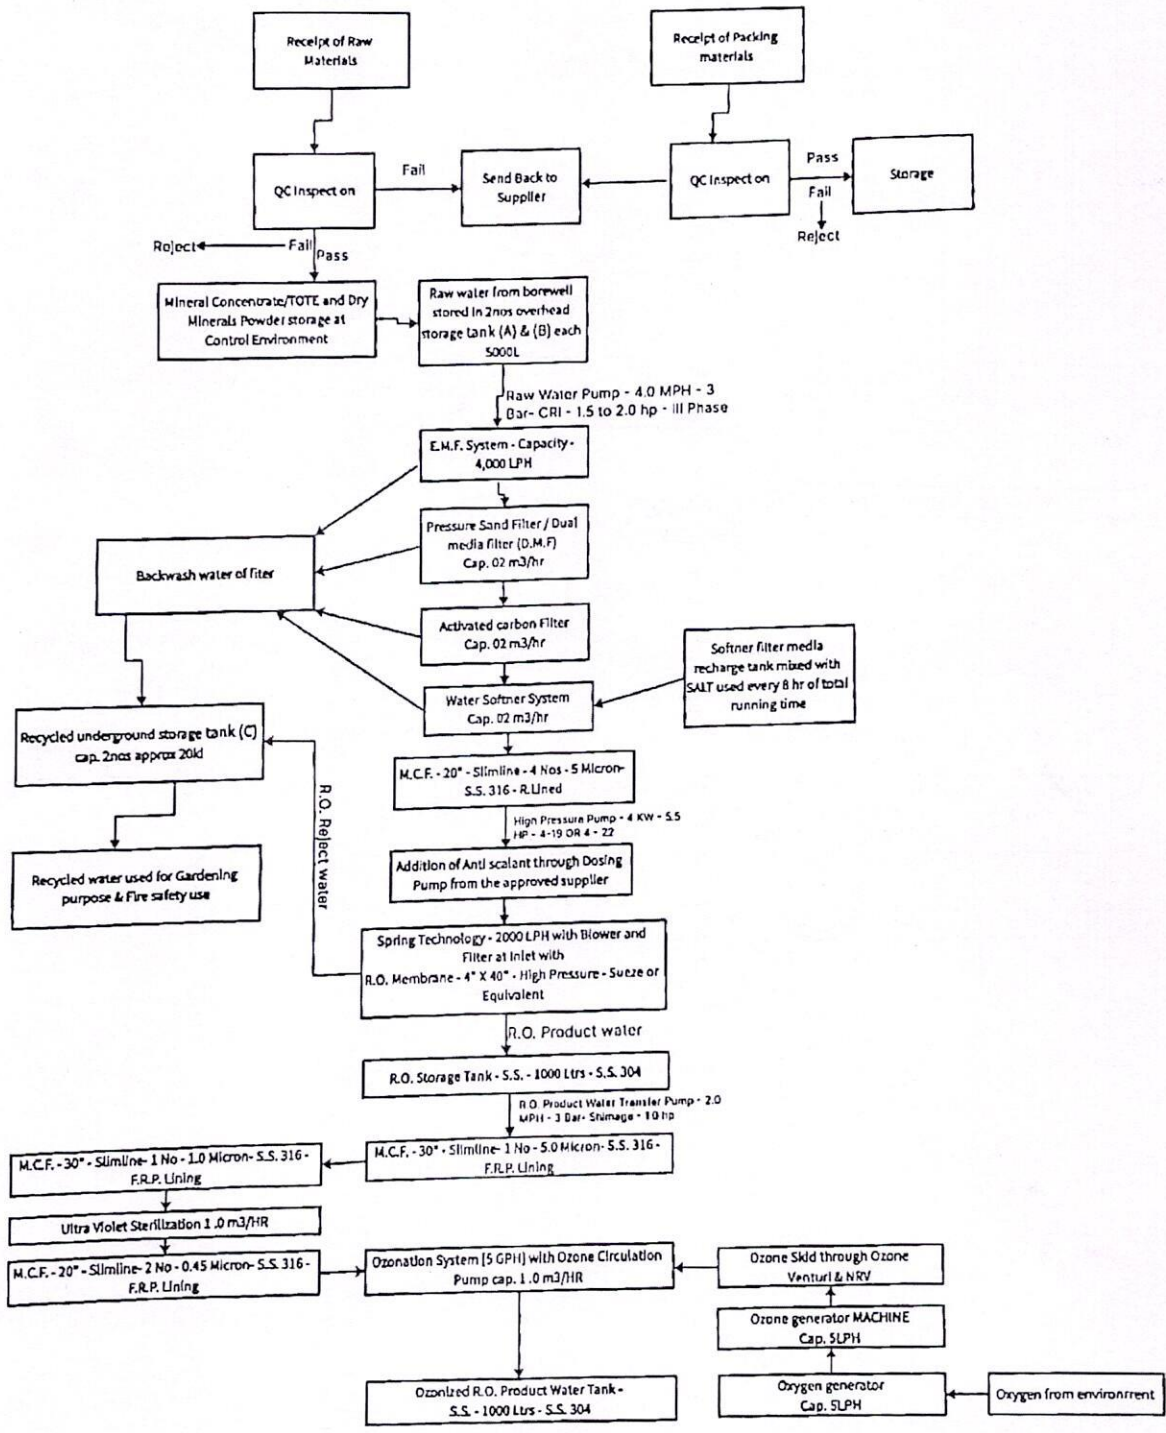 Receipt of Raw
Materials
Receipt of Packing
materials
QC Inspection
Fail
Send Back to
Supplier
QC Inspection
Pass
Fail
Storage
Reject
Reject
Fail
Pass
Mineral Concentrate/TOTE and Dry
Minerals Powder storage at
Control Environment
Raw water from borewell
stored in 2nos overhead
storage tank (A) & (B) each
5000L
Raw Water Pump - 4.0 MPH - 3
Bar- CRI - 1.5 to 2.0 hp - III Phase
E.M.F. System - Capacity -
4,000 LPH
Pressure Sand Filter / Dual
media filter (D.M.F)
Cap. 02 m3/hr
Backwash water of fiter
Activated carbon Filter
Cap. 02 m3/hr
Softner filter media
recharge tank mixed with
SALT used every 8 hr of total
running time
Water Softner System
Cap. 02 m3/hr
Recycled underground storage tank (C)
cap. 2nos approx 20kl
M.C.F. - 20" - Slimline - 4 Nos - 5 Micron-
S.S. 316 - R.Lined
High Pressure Pump - 4 KW - 5.5
HP - 4-19 OR 4 - 22
R.O. Reject water
Addition of Anti scalant through Dosing
Pump from the approved supplier
Recycled water used for Gardening
purpose & Fire safety use
Spring Technology - 2000 LPH with Blower and
Filter at Inlet with
R.O. Membrane - 4" X 40" - High Pressure - Sueze or
Equivalent
R.O. Product water
R.O. Storage Tank - S.S. - 1000 Ltrs - S.S. 304
R.O. Product Water Transfer Pump - 2.0
MPH - 3 Bar- Shimage - 1.0 hp
M.C.F. - 30" - Slimline- 1 No - 1.0 Micron- S.S. 316 -
F.R.P. Lining
M.C.F. - 30" - Slimline- 1 No - 5.0 Micron- S.S. 316 -
F.R.P. Lining
Ultra Violet Sterilization 1.0 m3/HR
M.C.F. - 20" - Slimline- 2 No - 0.45 Micron- S.S. 316 -
F.R.P. Lining
Ozonation System [5 GPH] with Ozone Circulation
Pump cap. 1.0 m3/HR
Ozone Skid through Ozone
Venturi & NRV
Ozone generator MACHINE
Cap. 5LPH
Ozonized R.O. Product Water Tank -
S.S. - 1000 Ltrs - S.S. 304
Oxygen generator
Cap. 5LPH
Oxygen from environment